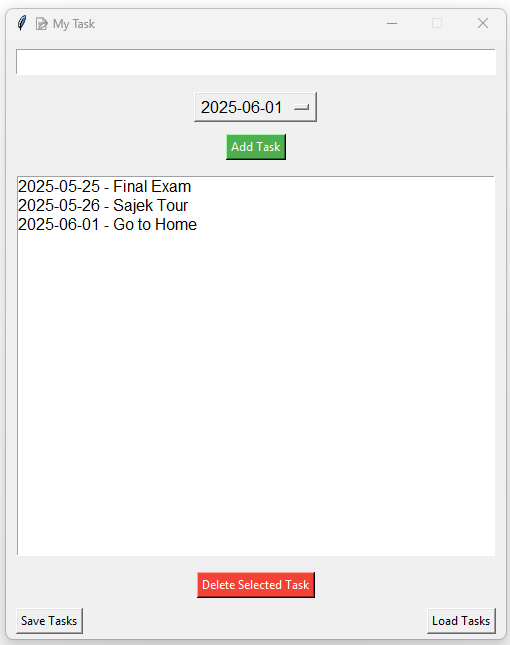 My Task
2025-06-01
Add Task
2025-05-25 - Final Exam
2025-05-26 - Sajek Tour
2025-06-01 - Go to Home
Delete Selected Task
Save Tasks
Load Tasks